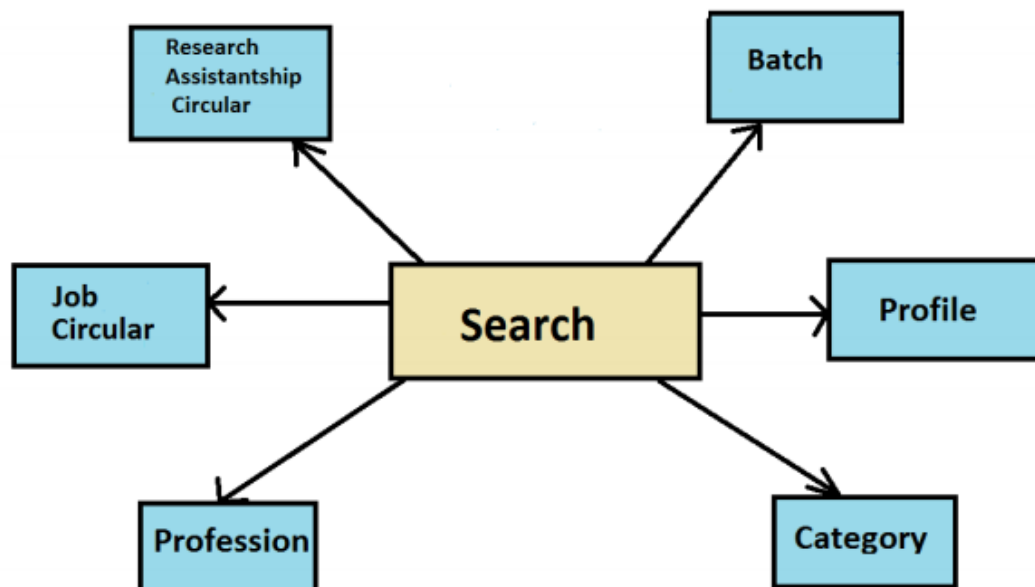 Research
Assistantship
Circular
Batch
Job
Circular
Search
Profile
Profession
Category